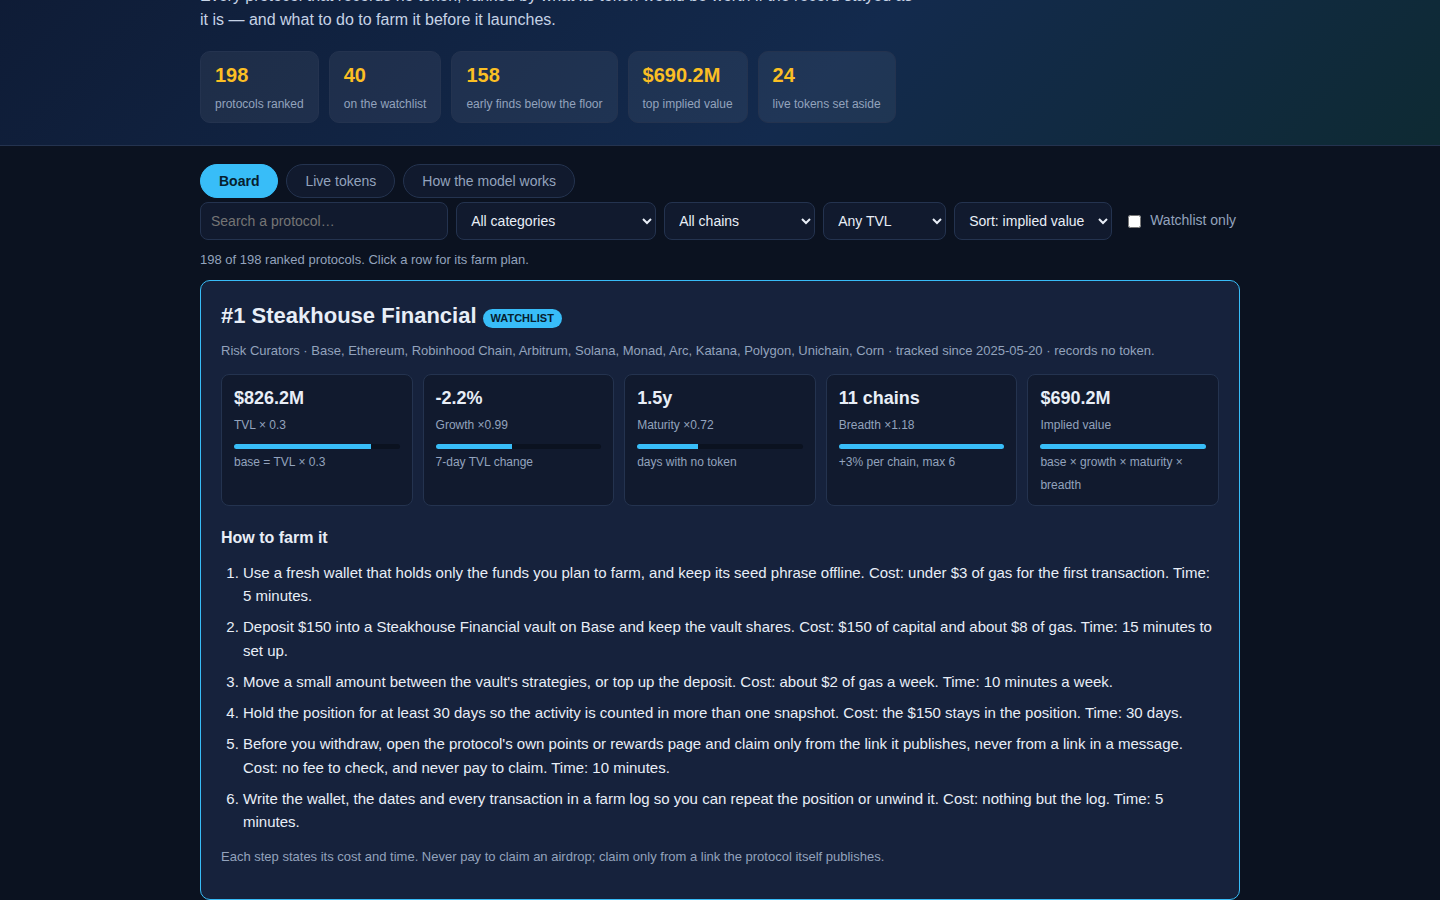 it is — and what to do to farm it before it launches.
198
protocols ranked
40
on the watchlist
158
early finds below the floor
$690.2M
top implied value
24
live tokens set aside
Board
Live tokens
How the model works
Search a protocol…
All categories
All chains
Any TVL
Sort: implied value
Watchlist only
198 of 198 ranked protocols. Click a row for its farm plan.
#1 Steakhouse Financial WATCHLIST
Risk Curators · Base, Ethereum, Robinhood Chain, Arbitrum, Solana, Monad, Arc, Katana, Polygon, Unichain, Corn · tracked since 2025-05-20 · records no token.
$826.2M
TVL × 0.3
base = TVL × 0.3
-2.2%
Growth ×0.99
7-day TVL change
1.5y
Maturity ×0.72
days with no token
11 chains
Breadth ×1.18
+3% per chain, max 6
$690.2M
Implied value
base × growth × maturity ×
breadth
How to farm it
1. Use a fresh wallet that holds only the funds you plan to farm, and keep its seed phrase offline. Cost: under $3 of gas for the first transaction. Time:
5 minutes.
2. Deposit $150 into a Steakhouse Financial vault on Base and keep the vault shares. Cost: $150 of capital and about $8 of gas. Time: 15 minutes to
set up.
3. Move a small amount between the vault's strategies, or top up the deposit. Cost: about $2 of gas a week. Time: 10 minutes a week.
4. Hold the position for at least 30 days so the activity is counted in more than one snapshot. Cost: the $150 stays in the position. Time: 30 days.
5. Before you withdraw, open the protocol's own points or rewards page and claim only from the link it publishes, never from a link in a message.
Cost: no fee to check, and never pay to claim. Time: 10 minutes.
6. Write the wallet, the dates and every transaction in a farm log so you can repeat the position or unwind it. Cost: nothing but the log. Time: 5
minutes.
Each step states its cost and time. Never pay to claim an airdrop; claim only from a link the protocol itself publishes.